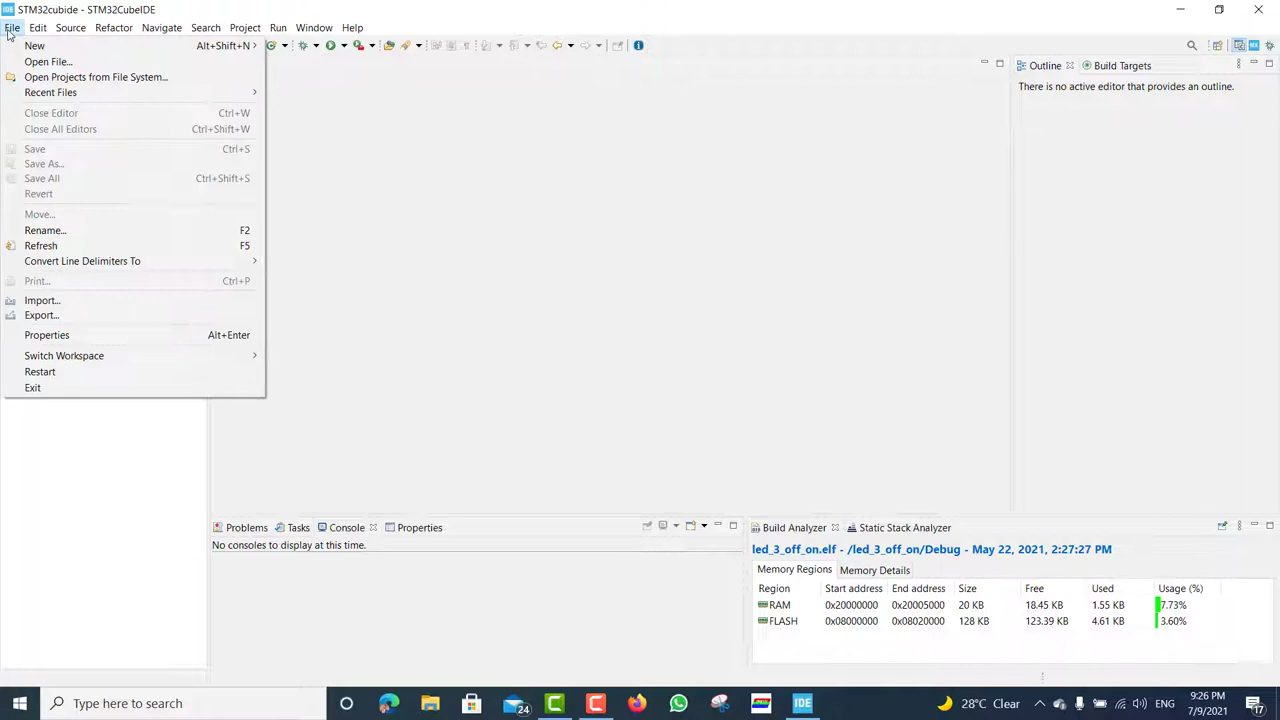 IDE STM32cubide - STM32CubeIDE
File Edit Source Refactor Navigate Search Project Run Window Help
New Alt+Shift+N
Open File...
Open Projects from File System...
Recent Files
Close Editor Ctrl+W
Close All Editors Ctrl+Shift+W
Save Ctrl+S
Save As...
Save All Ctrl+Shift+S
Revert
Move...
Rename... F2
Refresh F5
Convert Line Delimiters To
Print... Ctrl+P
Import...
Export...
Properties Alt+Enter
Switch Workspace
Restart
Exit
MX
Outline Build Targets
There is no active editor that provides an outline.
Problems Tasks Console Properties
No consoles to display at this time.
Build Analyzer Static Stack Analyzer
led_3_off_on.elf - /led_3_off_on/Debug - May 22, 2021, 2:27:27 PM
Memory Regions Memory Details
Region Start address End address Size Free Used Usage (%)
RAM 0x20000000 0x20005000 20 KB 18.45 KB 1.55 KB 7.73%
FLASH 0x08000000 0x08020000 128 KB 123.39 KB 4.61 KB 3.60%
Type here to search
24
IDE
28°C Clear
ENG
9:26 PM
7/9/2021
17